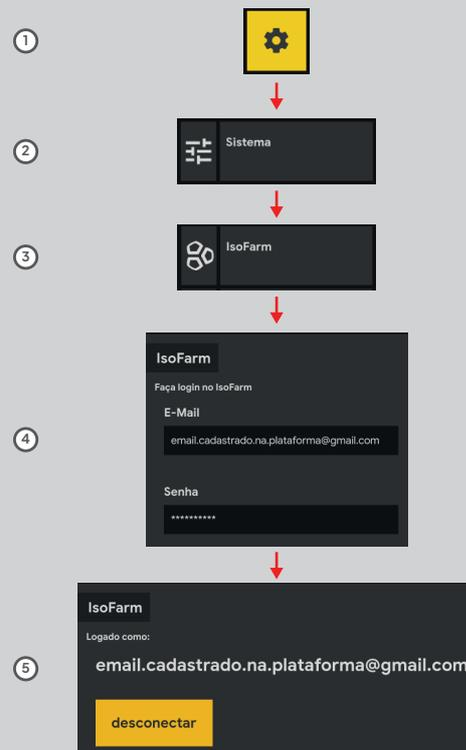 1
2
Sistema
3
IsoFarm
4
IsoFarm
Faça login no IsoFarm
E-Mail
email.cadastrado.na.plataforma@gmail.com
Senha
**********
5
IsoFarm
Logado como:
email.cadastrado.na.plataforma@gmail.com
desconectar